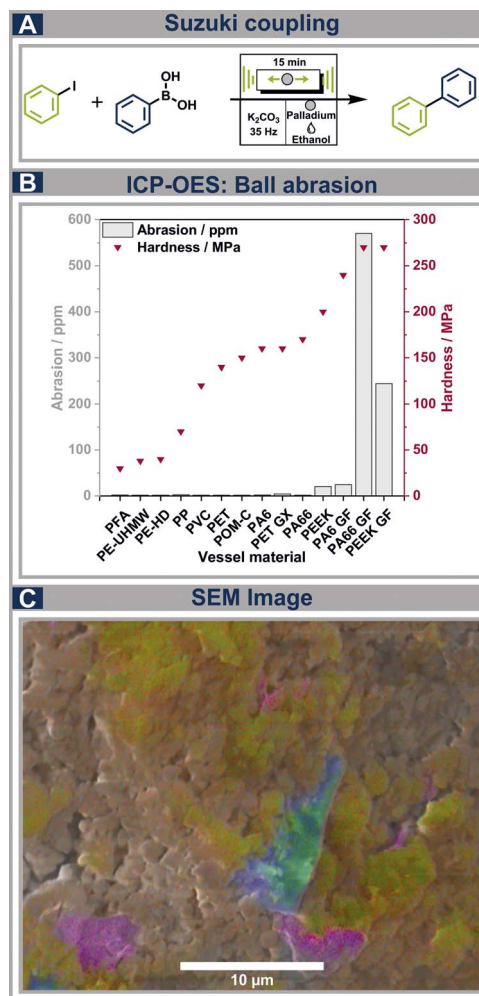 A Suzuki coupling
I
+
OH
B
OH
15 min
K₂CO₃
35 Hz
Palladium
Ethanol
B ICP-OES: Ball abrasion
Abrasion / ppm
Hardness / MPa
Abrasion / ppm
600
500
400
300
200
100
0
Hardness / MPa
300
250
200
150
100
50
0
PFA
PE-UHMW
PE-HD
PP
PVC
PET
POM-C
PA6
PET GX
PA66
PEEK
PA6 GF
PA66 GF
PEEK GF
Vessel material
C SEM Image
10 µm